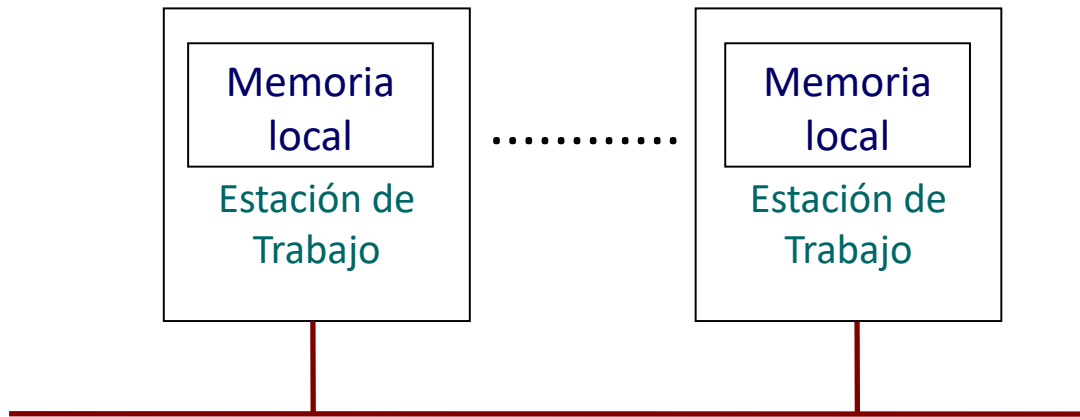 Memoria
local
Estación de
Trabajo
............
Memoria
local
Estación de
Trabajo